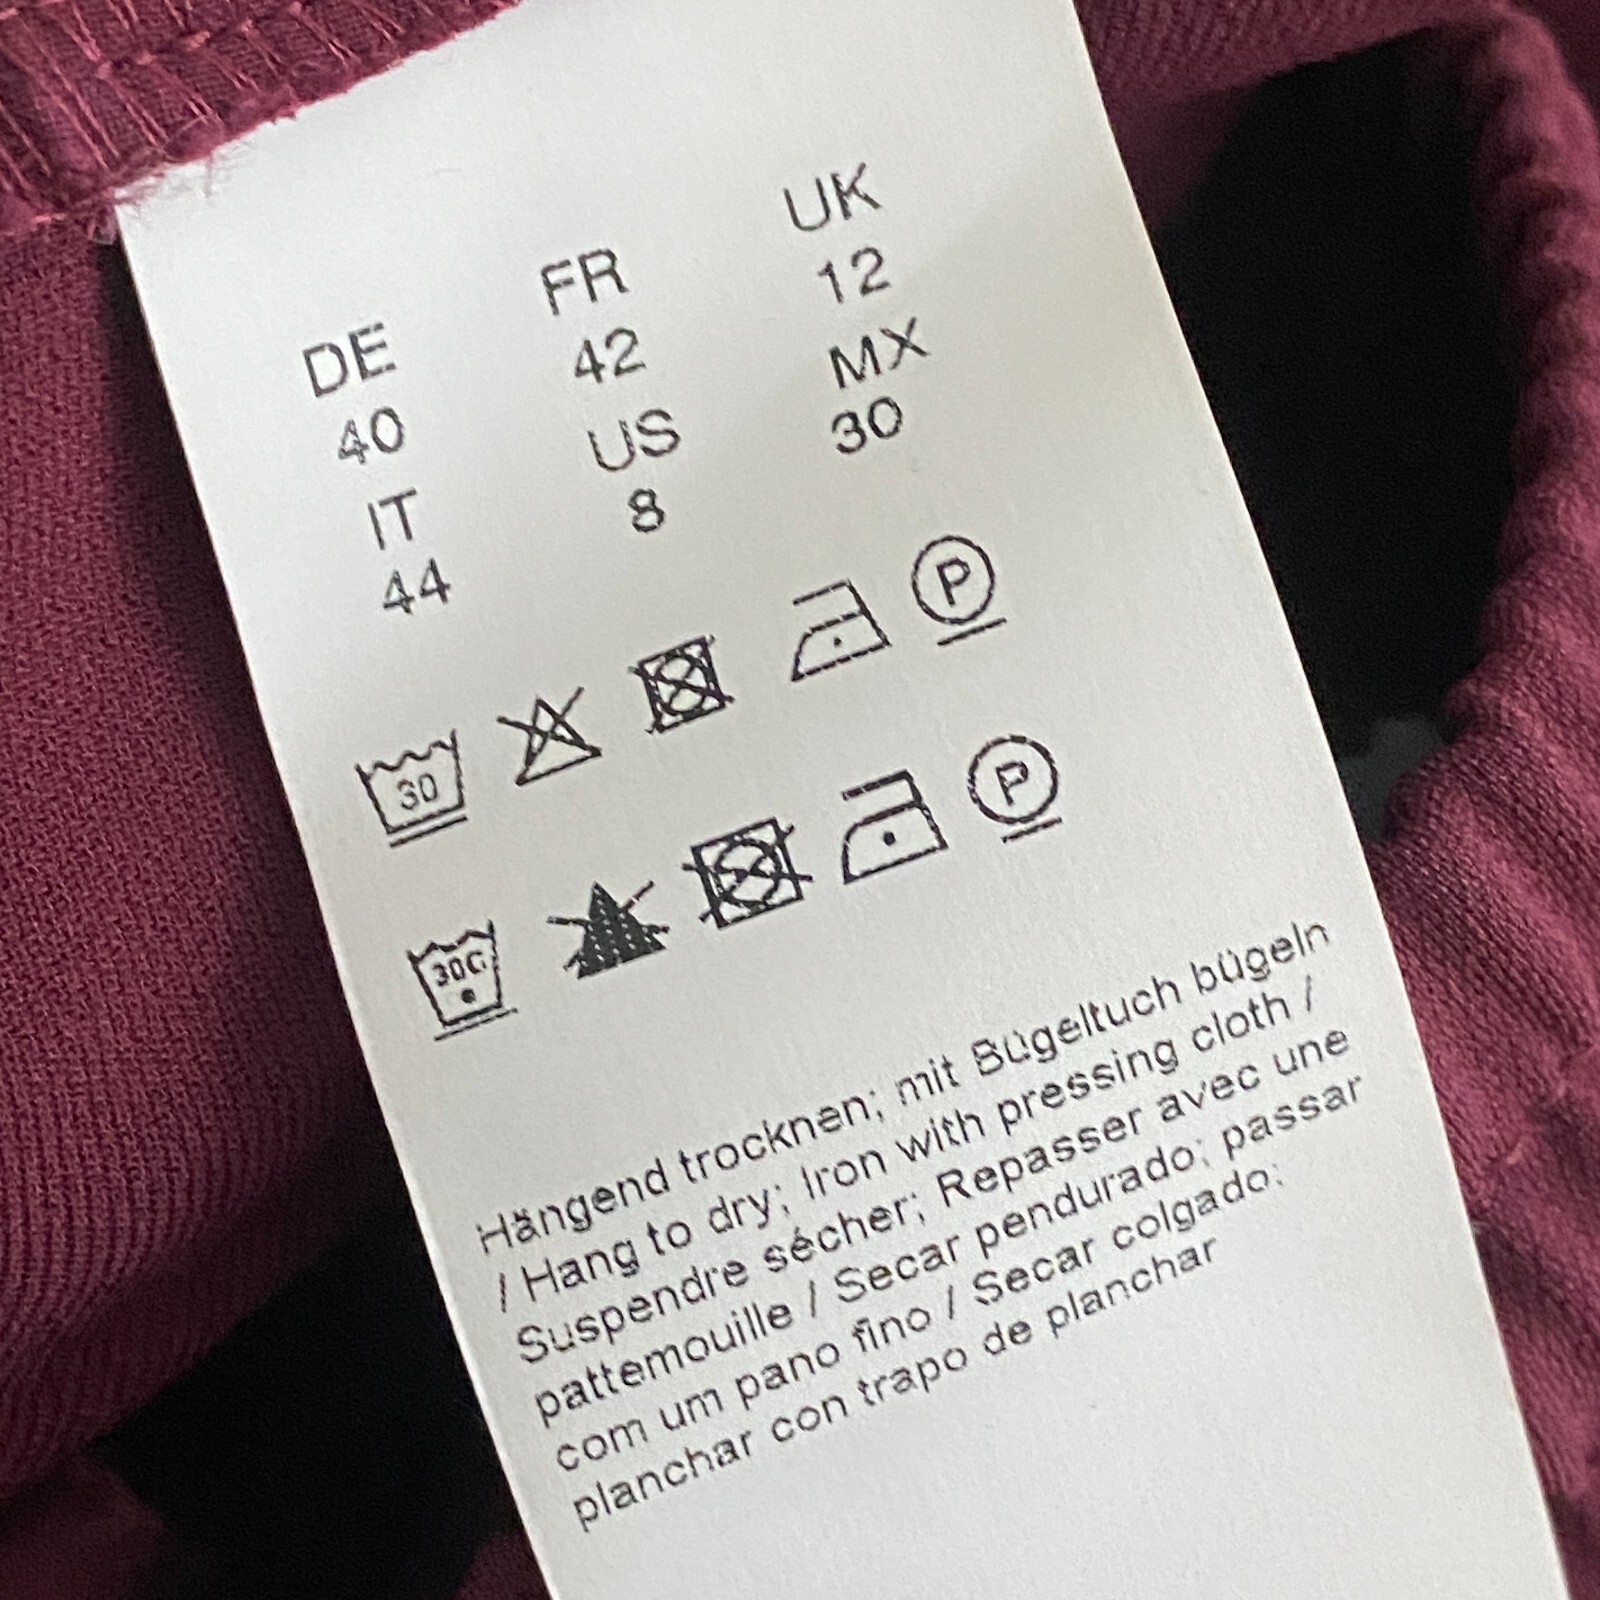 DE FR UK
40 42 12
IT US MX
44 8 30
30 P
30C P
Hängend trocknen; mit Bügeltuch bügeln
/ Hang to dry; Iron with pressing cloth /
Suspendre sécher; Repasser avec une
pattemouille / Secar pendurado; passar
com um pano fino / Secar colgado;
planchar con trapo de planchar